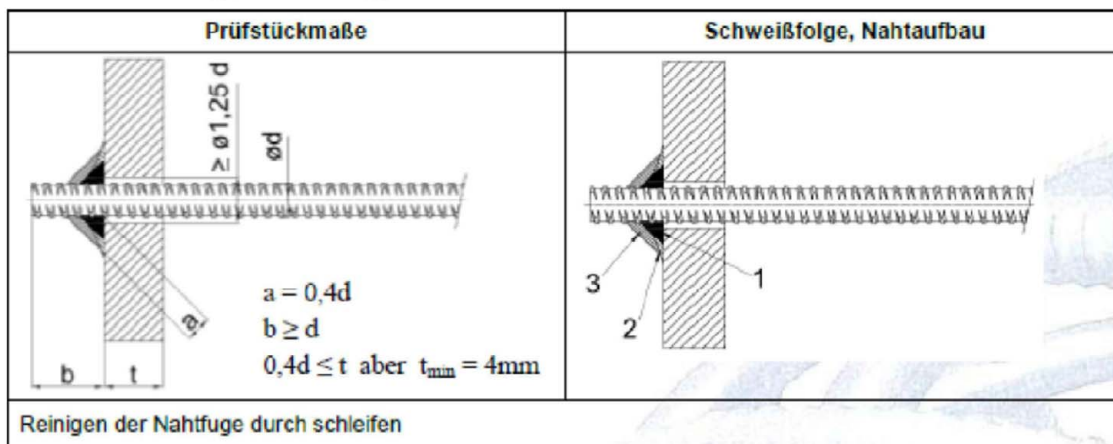 Prüfstückmaße
Schweißfolge, Nahtaufbau
≥ ø1,25 d
ød
a
b
t
a = 0,4d
b ≥ d
0,4d ≤ t aber tmin = 4mm
1
2
3
Reinigen der Nahtfuge durch schleifen